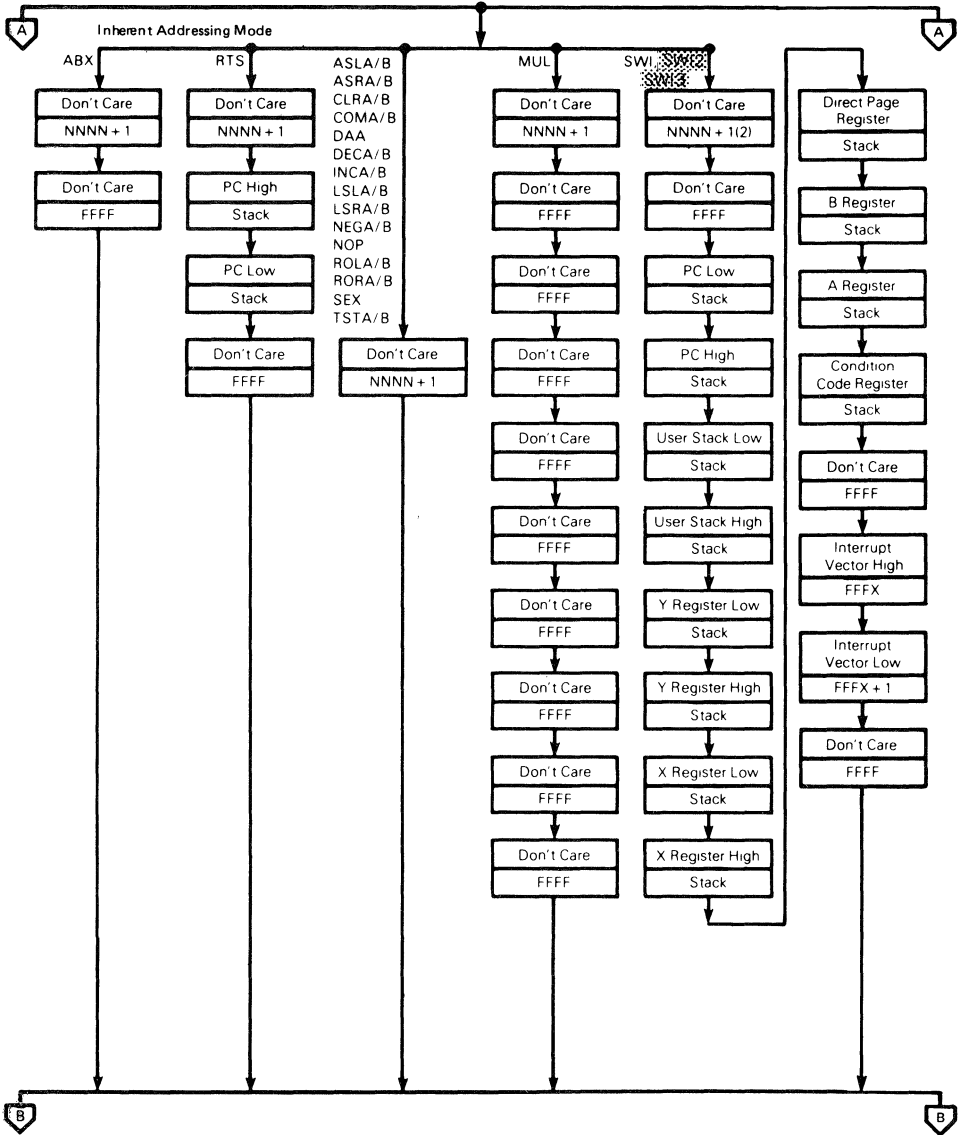 A
A
Inherent Addressing Mode
ABX
Don't Care
NNNN + 1
Don't Care
FFFF
RTS
Don't Care
NNNN + 1
PC High
Stack
PC Low
Stack
Don't Care
FFFF
ASLA/B
ASRA/B
CLRA/B
COMA/B
DAA
DECA/B
INCA/B
LSLA/B
LSRA/B
NEGA/B
NOP
ROLA/B
RORA/B
SEX
TSTA/B
Don't Care
NNNN + 1
MUL
Don't Care
NNNN + 1
Don't Care
FFFF
Don't Care
FFFF
Don't Care
FFFF
Don't Care
FFFF
Don't Care
FFFF
Don't Care
FFFF
Don't Care
FFFF
Don't Care
FFFF
Don't Care
FFFF
SWI, SWI2
SWI3
Don't Care
NNNN + 1(2)
Don't Care
FFFF
PC Low
Stack
PC High
Stack
User Stack Low
Stack
User Stack High
Stack
Y Register Low
Stack
Y Register High
Stack
X Register Low
Stack
X Register High
Stack
Direct Page
Register
Stack
B Register
Stack
A Register
Stack
Condition
Code Register
Stack
Don't Care
FFFF
Interrupt
Vector High
FFFX
Interrupt
Vector Low
FFFX + 1
Don't Care
FFFF
B
B